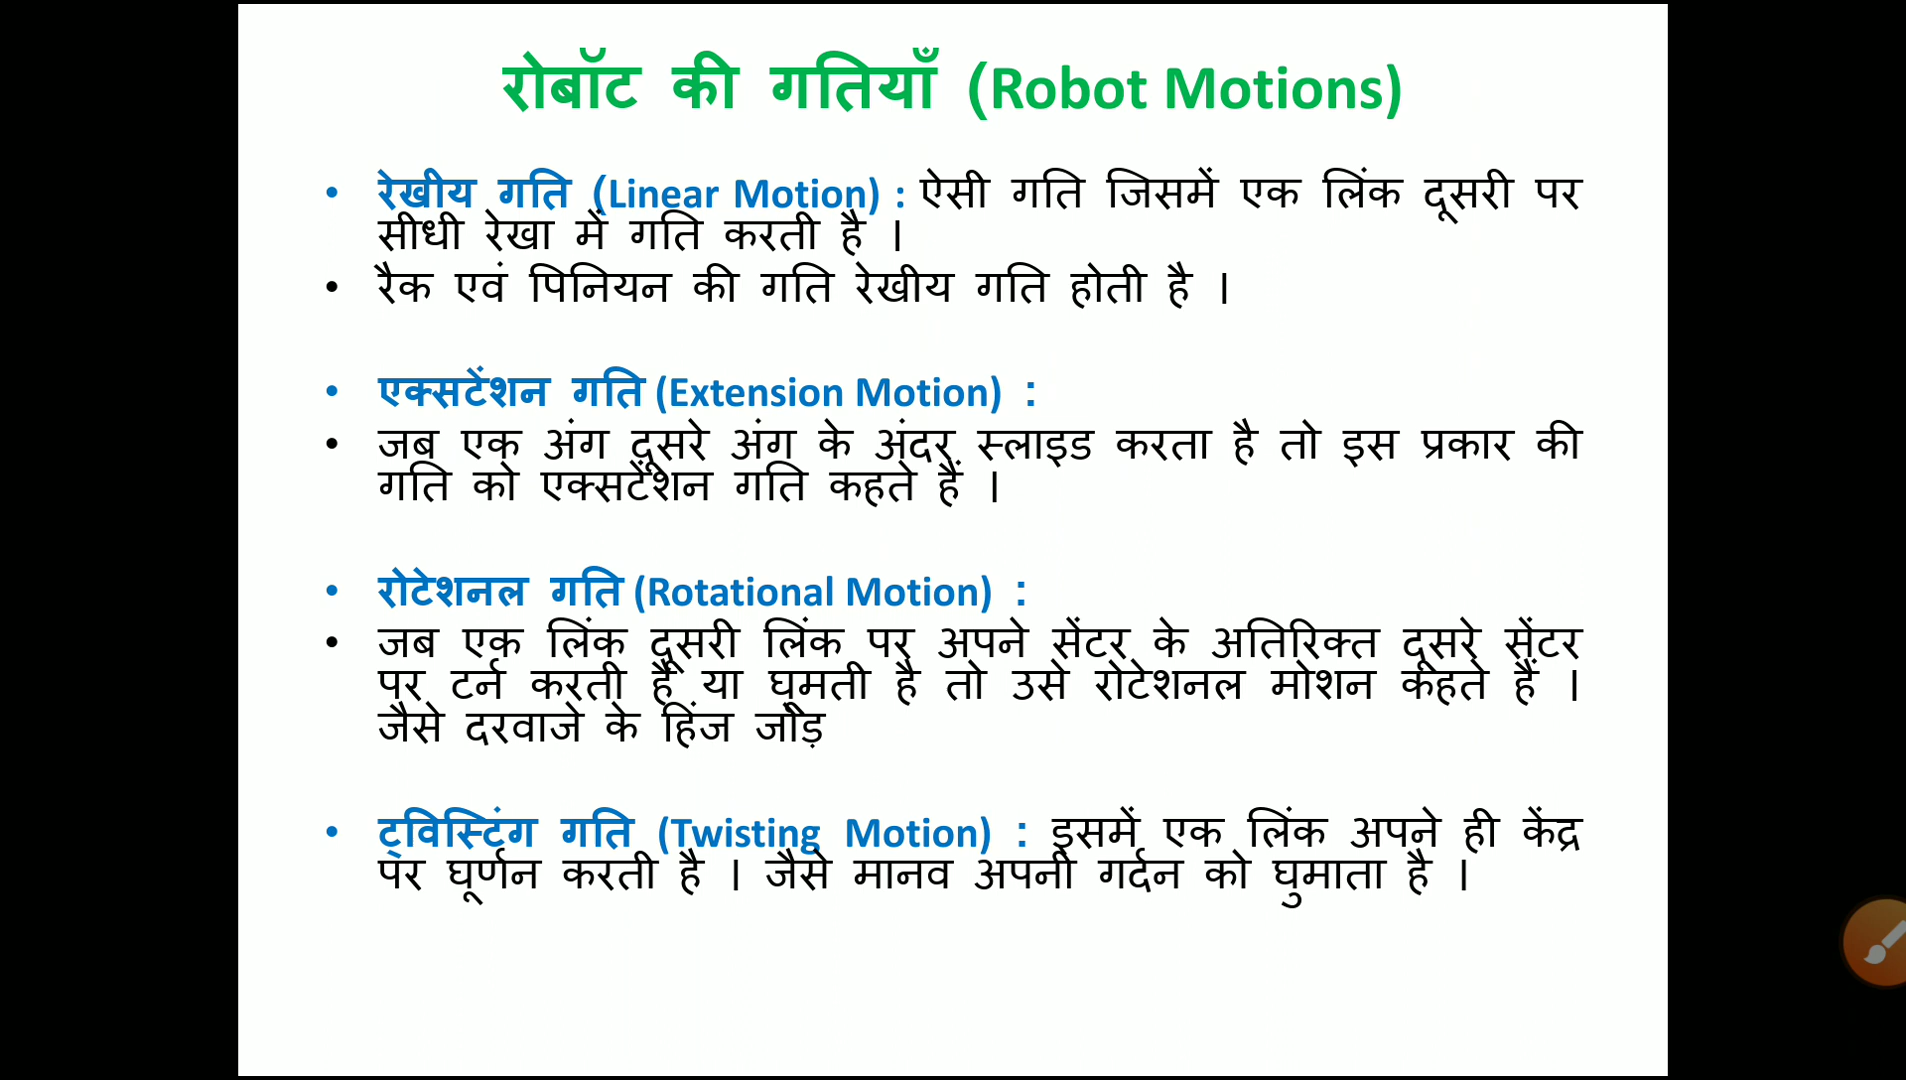 रोबॉट की गतियाँ (Robot Motions)
• रेखीय गति (Linear Motion) : ऐसी गति जिसमें एक लिंक दूसरी पर
सीधी रेखा में गति करती है ।
• रैक एवं पिनियन की गति रेखीय गति होती है ।
• एक्सटेंशन गति (Extension Motion) :
• जब एक अंग दूसरे अंग के अंदर स्लाइड करता है तो इस प्रकार की
गति को एक्सटेंशन गति कहते हैं ।
• रोटेशनल गति (Rotational Motion) :
• जब एक लिंक दूसरी लिंक पर अपने सेंटर के अतिरिक्त दूसरे सेंटर
पर टर्न करती है या घूमती है तो उसे रोटेशनल मोशन कहते हैं ।
जैसे दरवाजे के हिंज जोड़
• ट्विस्टिंग गति (Twisting Motion) : इसमें एक लिंक अपने ही केंद्र
पर घूर्णन करती है । जैसे मानव अपनी गर्दन को घुमाता है ।